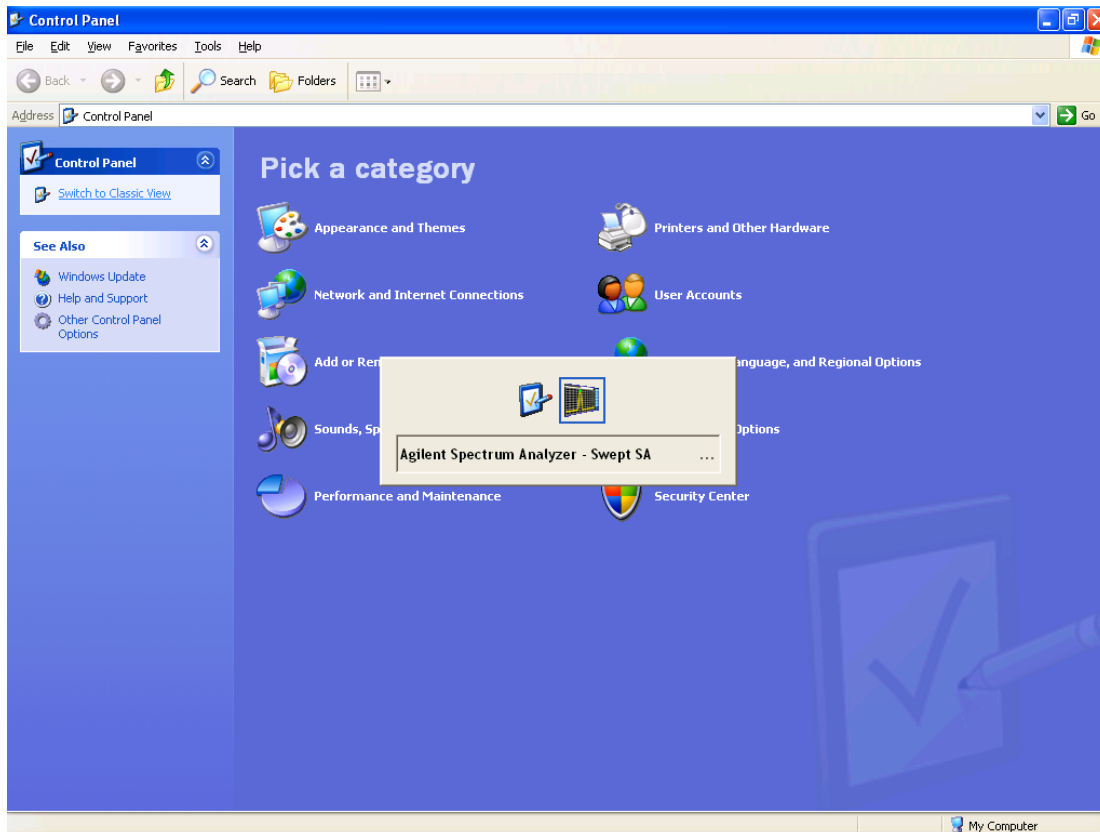 Control Panel
File Edit View Favorites Tools Help
Back Search Folders
Address Control Panel Go
Control Panel
Switch to Classic View
See Also
Windows Update
Help and Support
Other Control Panel
Options
Pick a category
Appearance and Themes Printers and Other Hardware
Network and Internet Connections User Accounts
Add or Rem anguage, and Regional Options
Sounds, Sp Options
Agilent Spectrum Analyzer - Swept SA ...
Performance and Maintenance Security Center
My Computer